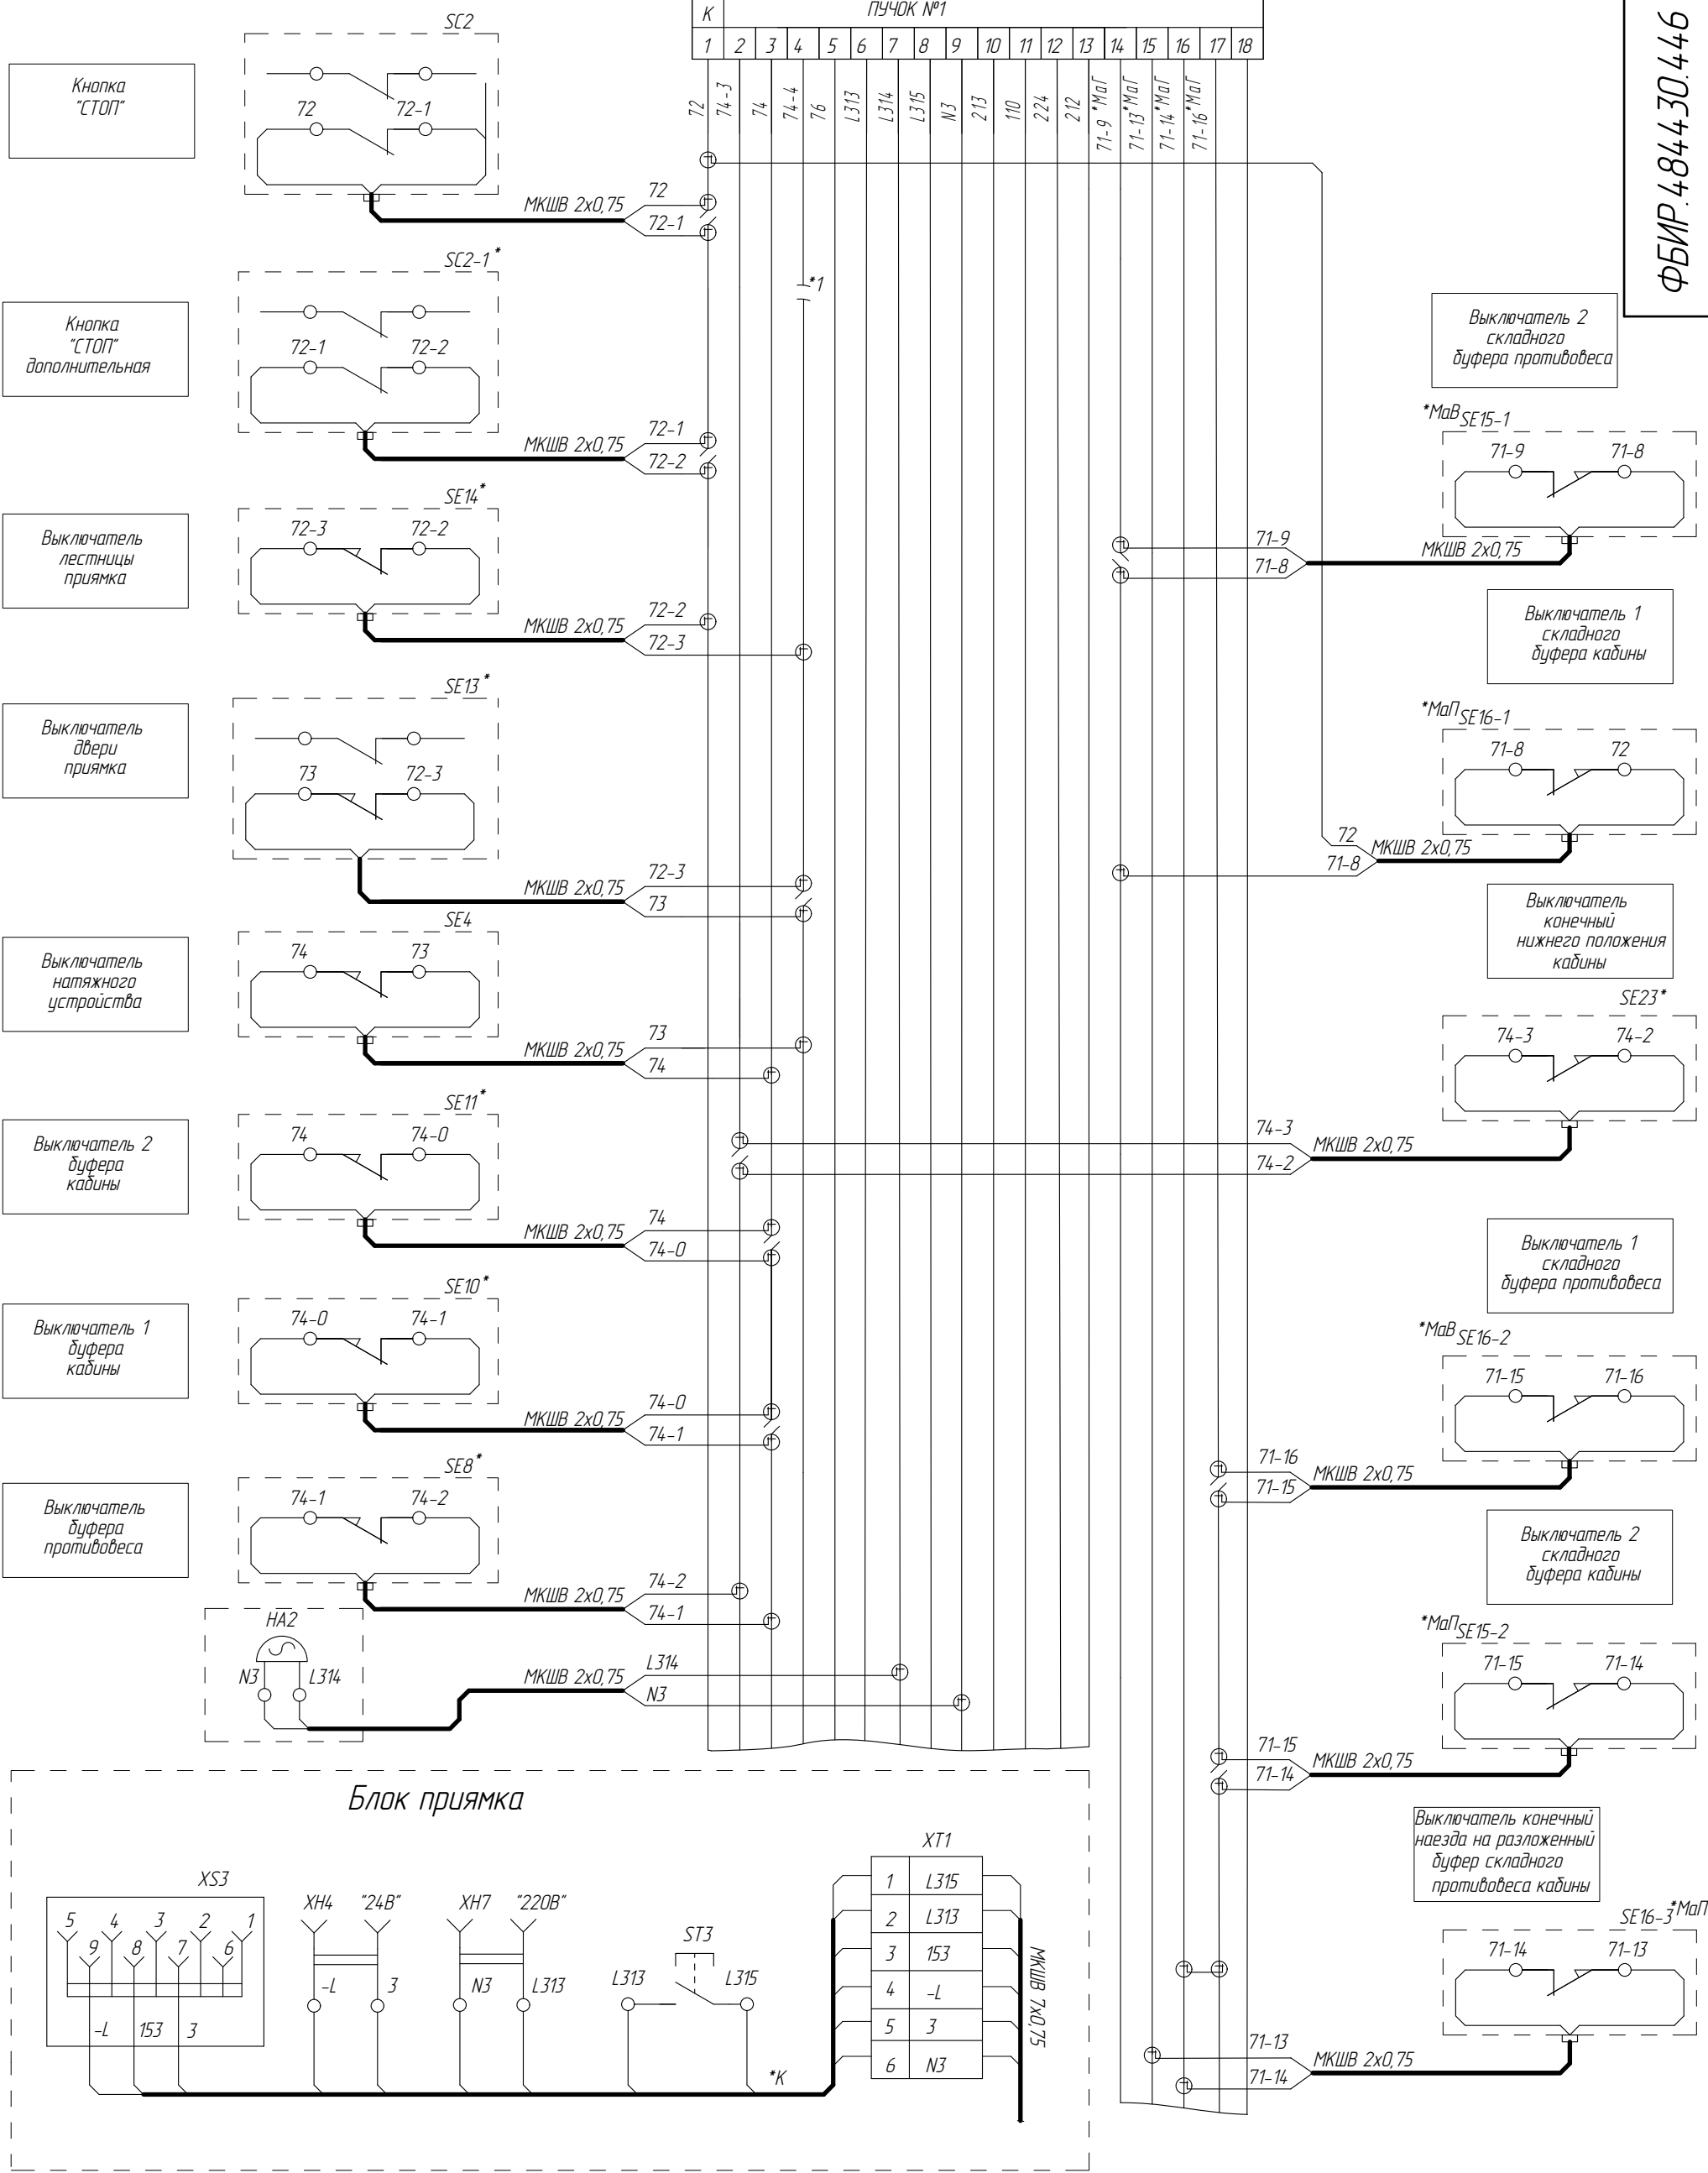 К
ПУЧОК №1
1 2 3 4 5 6 7 8 9 10 11 12 13 14 15 16 17 18
72
74-3
74
74-4
76
L313
L314
L315
N3
213
110
224
212
71-9 *МаГ
71-13*МаГ
71-14*МаГ
71-16*МаГ
ФБИР.484430.446
Кнопка
"СТОП"
SC2
72 72-1
МКШВ 2х0,75
72
72-1
*1
Кнопка
"СТОП"
дополнительная
SC2-1*
72-1 72-2
МКШВ 2х0,75
72-1
72-2
Выключатель
лестницы
приямка
SE14*
72-3 72-2
МКШВ 2х0,75
72-2
72-3
Выключатель
двери
приямка
SE13*
73 72-3
МКШВ 2х0,75
72-3
73
Выключатель
натяжного
устройства
SE4
74 73
МКШВ 2х0,75
73
74
Выключатель 2
буфера
кабины
SE11*
74 74-0
МКШВ 2х0,75
74
74-0
Выключатель 1
буфера
кабины
SE10*
74-0 74-1
МКШВ 2х0,75
74-0
74-1
Выключатель
буфера
противовеса
SE8*
74-1 74-2
МКШВ 2х0,75
74-2
74-1
HA2
N3 L314
МКШВ 2х0,75
L314
N3
Выключатель 2
складного
буфера противовеса
*МаВ SE15-1
71-9 71-8
71-9
71-8
МКШВ 2х0,75
Выключатель 1
складного
буфера кабины
*МаП SE16-1
71-8 72
72
71-8
МКШВ 2х0,75
Выключатель
конечный
нижнего положения
кабины
SE23*
74-3 74-2
74-3
74-2
МКШВ 2х0,75
Выключатель 1
складного
буфера противовеса
*МаВ SE16-2
71-15 71-16
71-16
71-15
МКШВ 2х0,75
Выключатель 2
складного
буфера кабины
*МаП SE15-2
71-15 71-14
71-15
71-14
МКШВ 2х0,75
Выключатель конечный
наезда на разложенный
буфер складного
противовеса кабины
SE16-3 *МаП
71-14 71-13
71-13
71-14
МКШВ 2х0,75
Блок приямка
XS3
5 4 3 2 1
9 8 7 6
-L 153 3
XH4 "24В"
-L 3
XH7 "220В"
N3 L313
ST3
L313 L315
*К
XT1
1 L315
2 L313
3 153
4 -L
5 3
6 N3
МКШВ 7х0,75